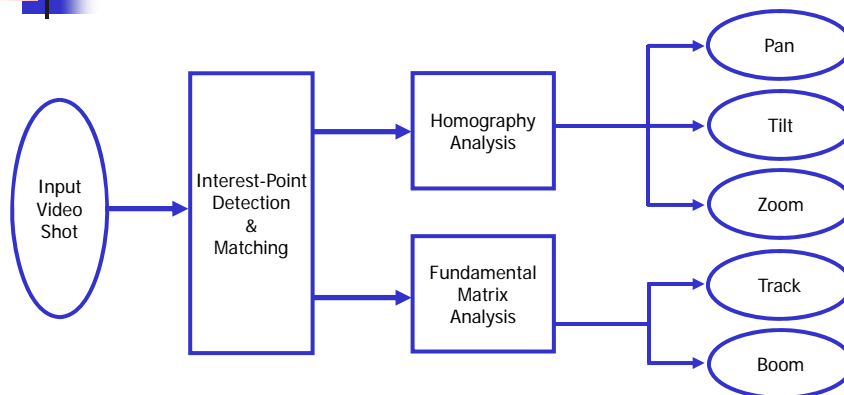 Input
Video
Shot
Interest-Point
Detection
&
Matching
Homography
Analysis
Fundamental
Matrix
Analysis
Pan
Tilt
Zoom
Track
Boom